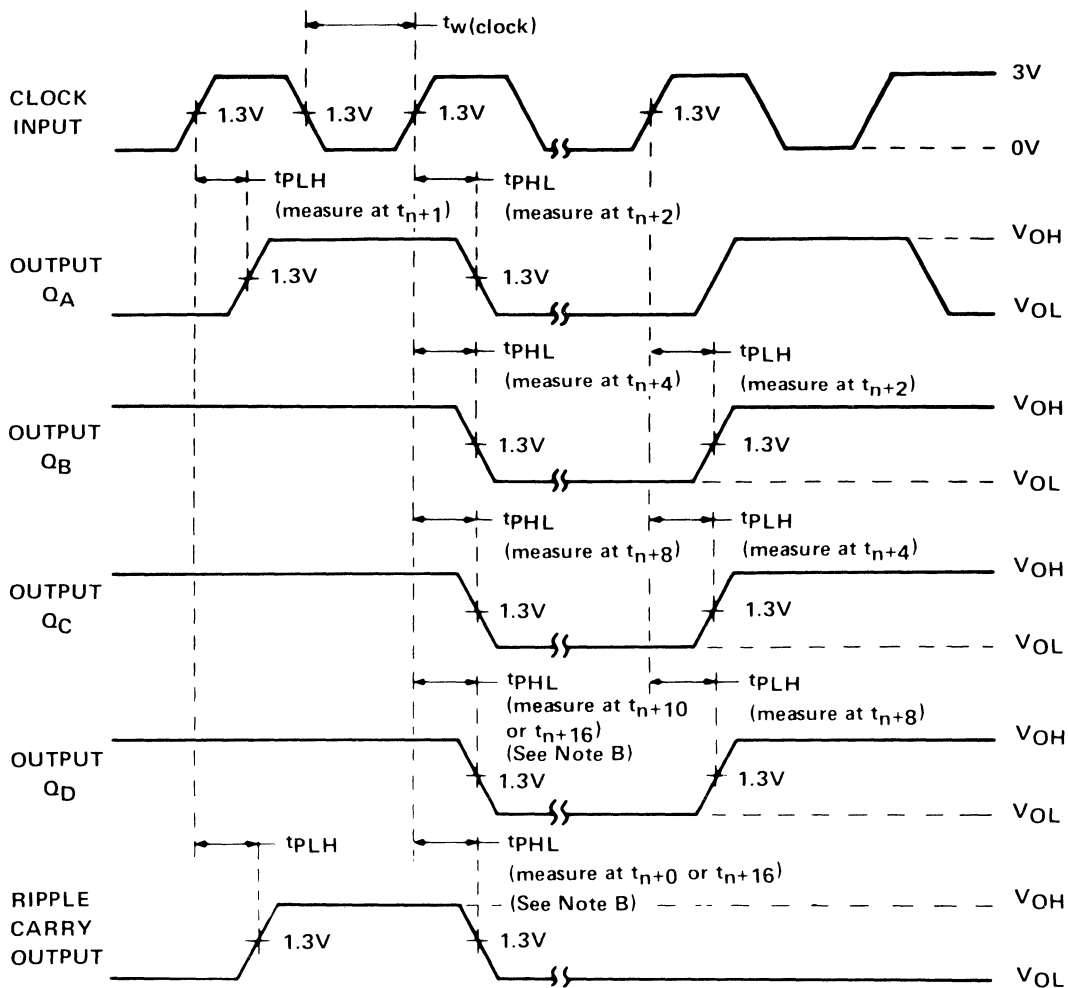 tw(clock)
CLOCK
INPUT
1.3V
1.3V
1.3V
1.3V
3V
0V
tPLH
(measure at tn+1)
tPHL
(measure at tn+2)
OUTPUT
QA
1.3V
1.3V
VOH
VOL
tPHL
(measure at tn+4)
tPLH
(measure at tn+2)
OUTPUT
QB
1.3V
1.3V
VOH
VOL
tPHL
(measure at tn+8)
tPLH
(measure at tn+4)
OUTPUT
QC
1.3V
1.3V
VOH
VOL
tPHL
(measure at tn+10
or tn+16)
(See Note B)
tPLH
(measure at tn+8)
OUTPUT
QD
1.3V
1.3V
VOH
VOL
tPLH
tPHL
(measure at tn+0 or tn+16)
(See Note B)
RIPPLE
CARRY
OUTPUT
1.3V
1.3V
VOH
VOL